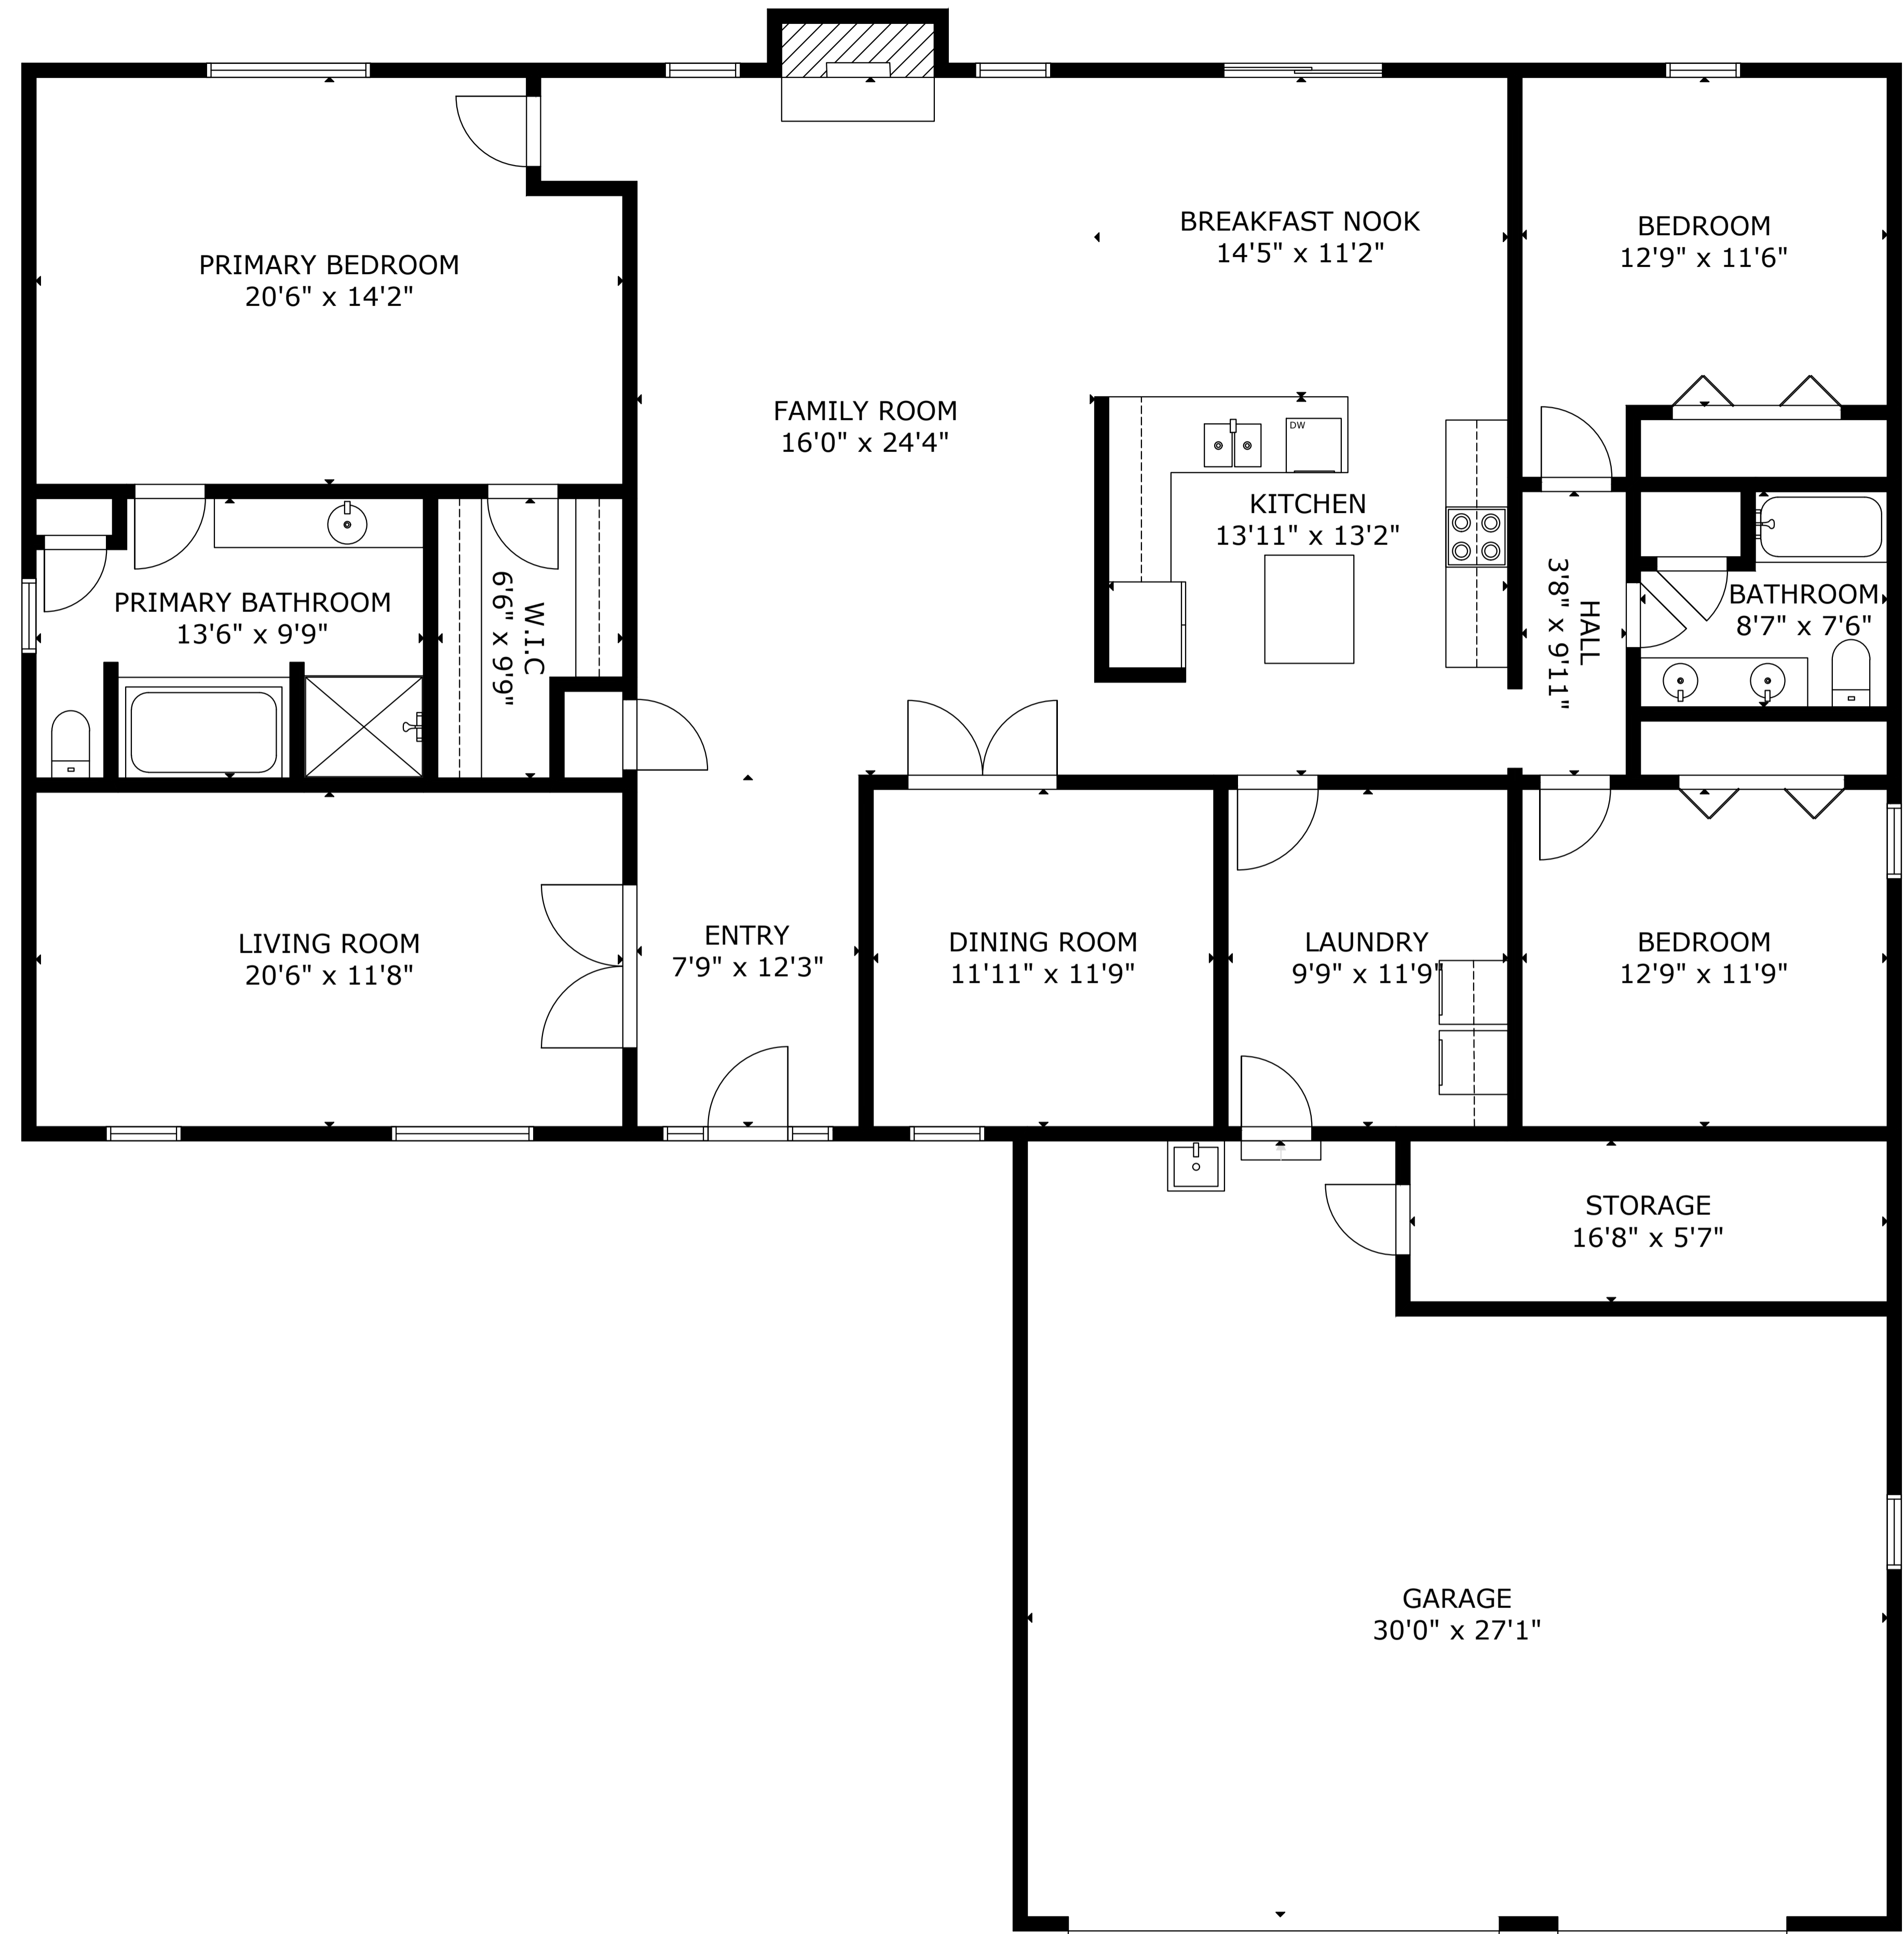 BREAKFAST NOOK
14'5" x 11'2"
BEDROOM
12'9" x 11'6"
PRIMARY BEDROOM
20'6" x 14'2"
FAMILY ROOM
16'0" x 24'4"
DW
KITCHEN
13'11" x 13'2"
PRIMARY BATHROOM
13'6" x 9'9"
W.I.C
6'6" x 9'9"
HALL
3'8" x 9'11"
BATHROOM
8'7" x 7'6"
LIVING ROOM
20'6" x 11'8"
ENTRY
7'9" x 12'3"
DINING ROOM
11'11" x 11'9"
LAUNDRY
9'9" x 11'9"
BEDROOM
12'9" x 11'9"
STORAGE
16'8" x 5'7"
GARAGE
30'0" x 27'1"